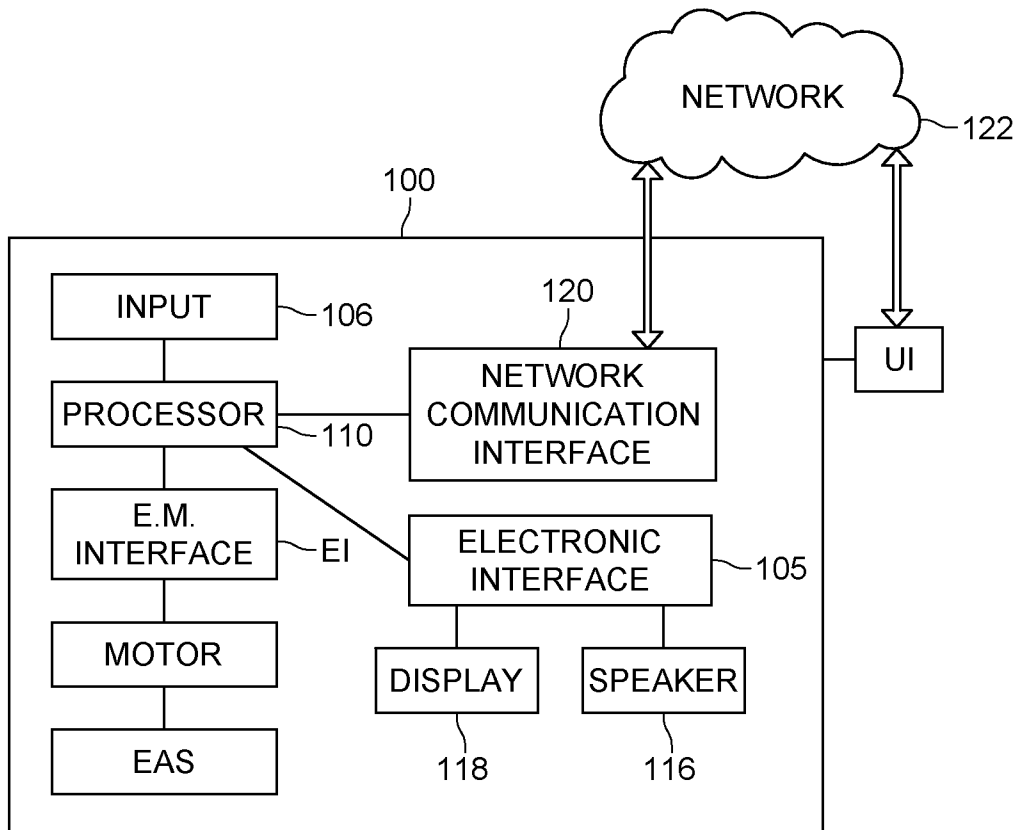 NETWORK
122
100
INPUT
106
120
NETWORK
COMMUNICATION
INTERFACE
UI
PROCESSOR
110
E.M.
INTERFACE
EI
ELECTRONIC
INTERFACE
105
MOTOR
DISPLAY
SPEAKER
EAS
118
116